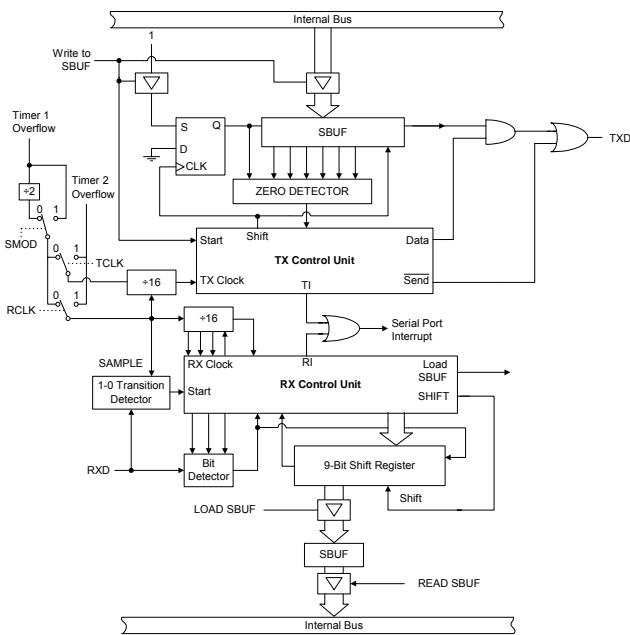 Internal Bus
1
Write to
SBUF
S
Q
D
CLK
SBUF
TXD
Timer 1
Overflow
÷2
Timer 2
Overflow
ZERO DETECTOR
0 1
SMOD
0 1
TCLK
Start
Shift
Data
TX Control Unit
÷16
TX Clock
TI
Send
RCLK
0 1
÷16
Serial Port
Interrupt
SAMPLE
RX Clock
RI
Load
SBUF
1-0 Transition
Detector
Start
RX Control Unit
SHIFT
RXD
Bit
Detector
9-Bit Shift Register
Shift
LOAD SBUF
SBUF
READ SBUF
Internal Bus